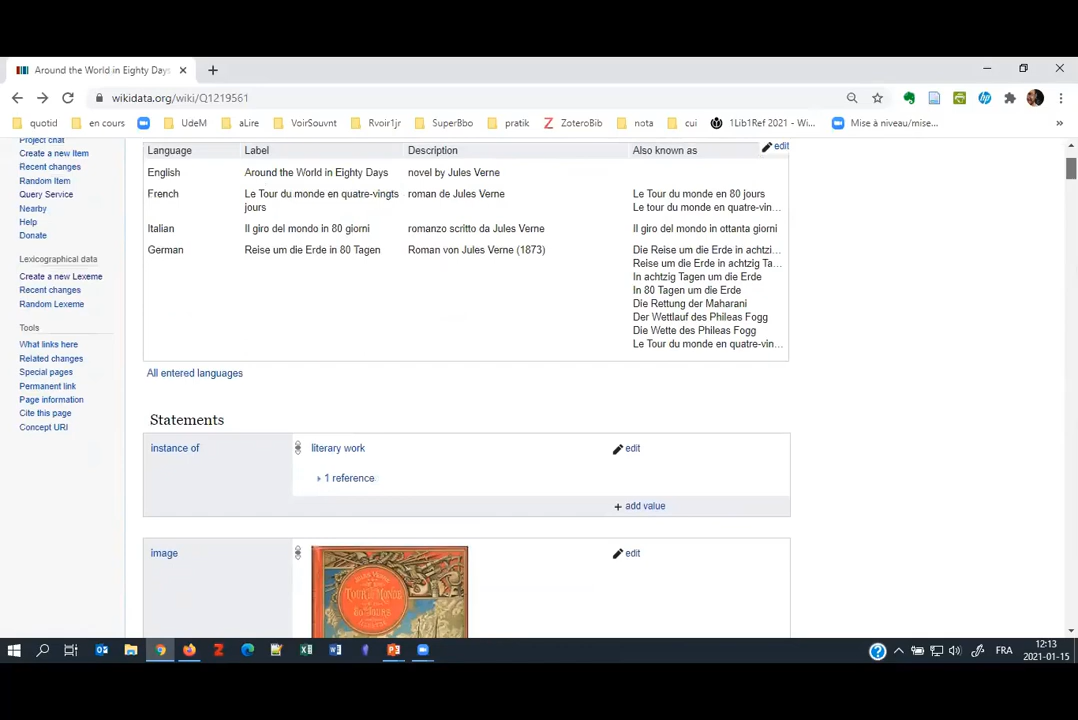 Around the World in Eighty Days
wikidata.org/wiki/Q1219561
quotid en cours UdeM aLire VoirSouvnt Rvoir1jr SuperBbo pratik ZoteroBib nota cui 1Lib1Ref 2021 - Wi... Mise à niveau/mise... »
Project chat
Create a new Item
Recent changes
Random Item
Query Service
Nearby
Help
Donate
Lexicographical data
Create a new Lexeme
Recent changes
Random Lexeme
Tools
What links here
Related changes
Special pages
Permanent link
Page information
Cite this page
Concept URI
Language Label Description Also known as edit
English Around the World in Eighty Days novel by Jules Verne
French Le Tour du monde en quatre-vingts roman de Jules Verne Le Tour du monde en 80 jours
jours Le tour du monde en quatre-vin...
Italian Il giro del mondo in 80 giorni romanzo scritto da Jules Verne Il giro del mondo in ottanta giorni
German Reise um die Erde in 80 Tagen Roman von Jules Verne (1873) Die Reise um die Erde in achtzi...
Reise um die Erde in achtzig Ta...
In achtzig Tagen um die Erde
In 80 Tagen um die Erde
Die Rettung der Maharani
Der Wettlauf des Phileas Fogg
Die Wette des Phileas Fogg
Le Tour du monde en quatre-vin...
All entered languages
Statements
instance of literary work edit
1 reference
+ add value
image edit
JULES VERNE
TOUR DU MONDE
80 JOURS
FRA
12:13
2021-01-15